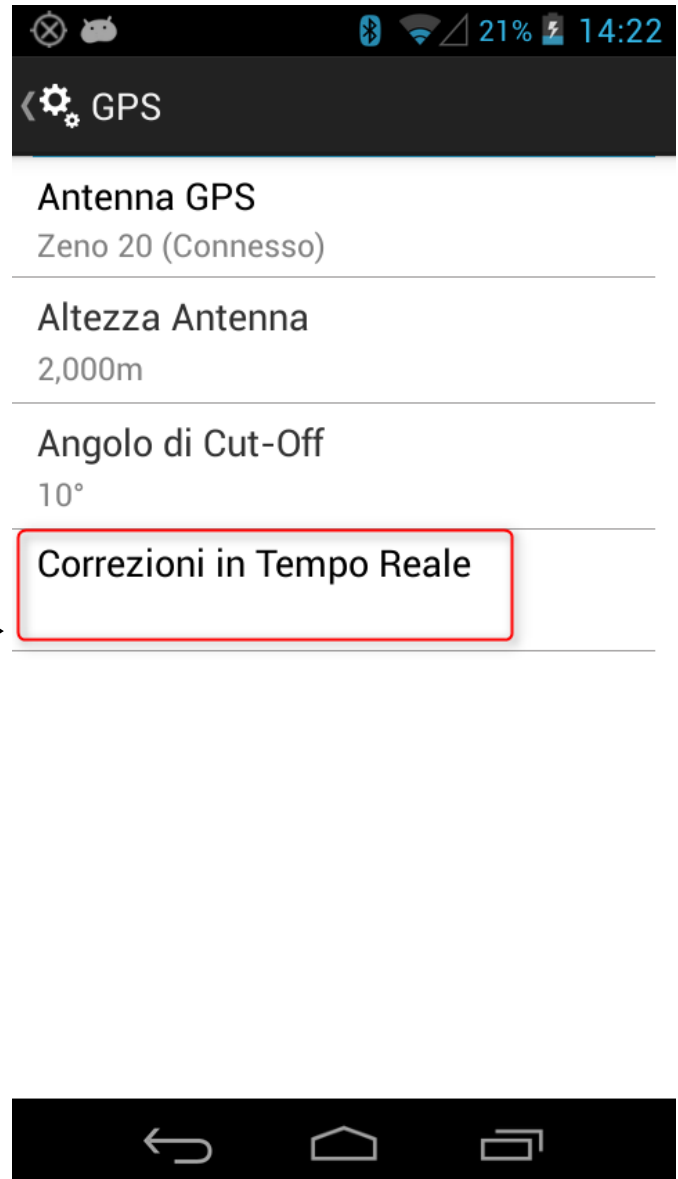 21% 14:22
GPS
Antenna GPS
Zeno 20 (Connesso)
Altezza Antenna
2,000m
Angolo di Cut-Off
10°
Correzioni in Tempo Reale